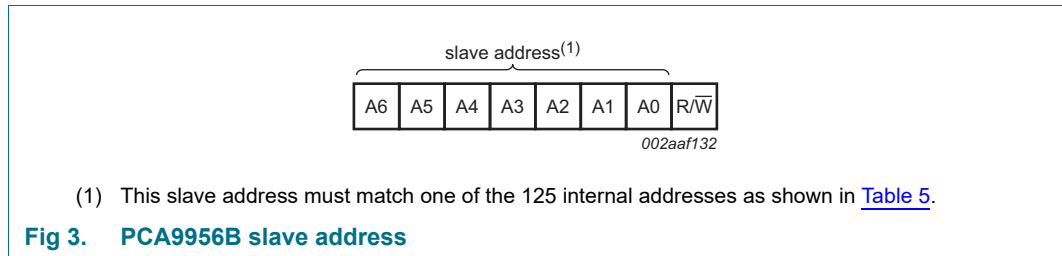 slave address(1)
A6 A5 A4 A3 A2 A1 A0 R/W̅
002aaf132
(1) This slave address must match one of the 125 internal addresses as shown in Table 5.
Fig 3. PCA9956B slave address